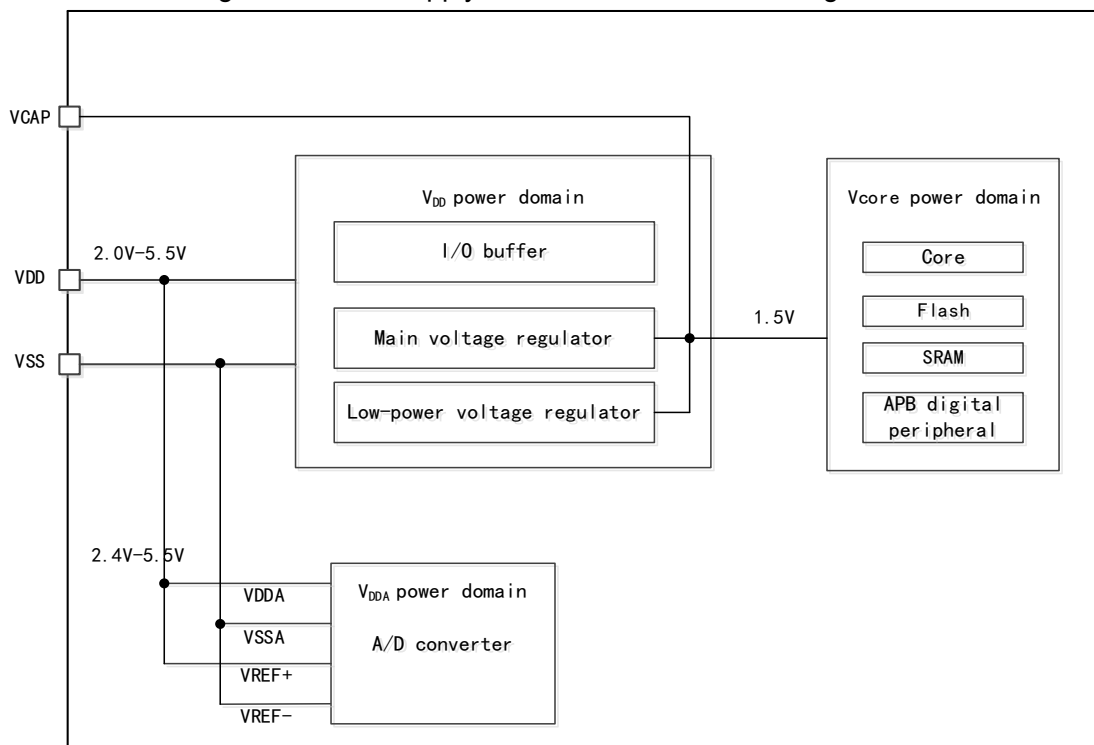 VCAP
V_DD power domain
Vcore power domain
I/O buffer
Core
2.0V-5.5V
VDD
Flash
1.5V
Main voltage regulator
SRAM
VSS
Low-power voltage regulator
APB digital
peripheral
2.4V-5.5V
VDDA
V_DDA power domain
VSSA
A/D converter
VREF+
VREF-